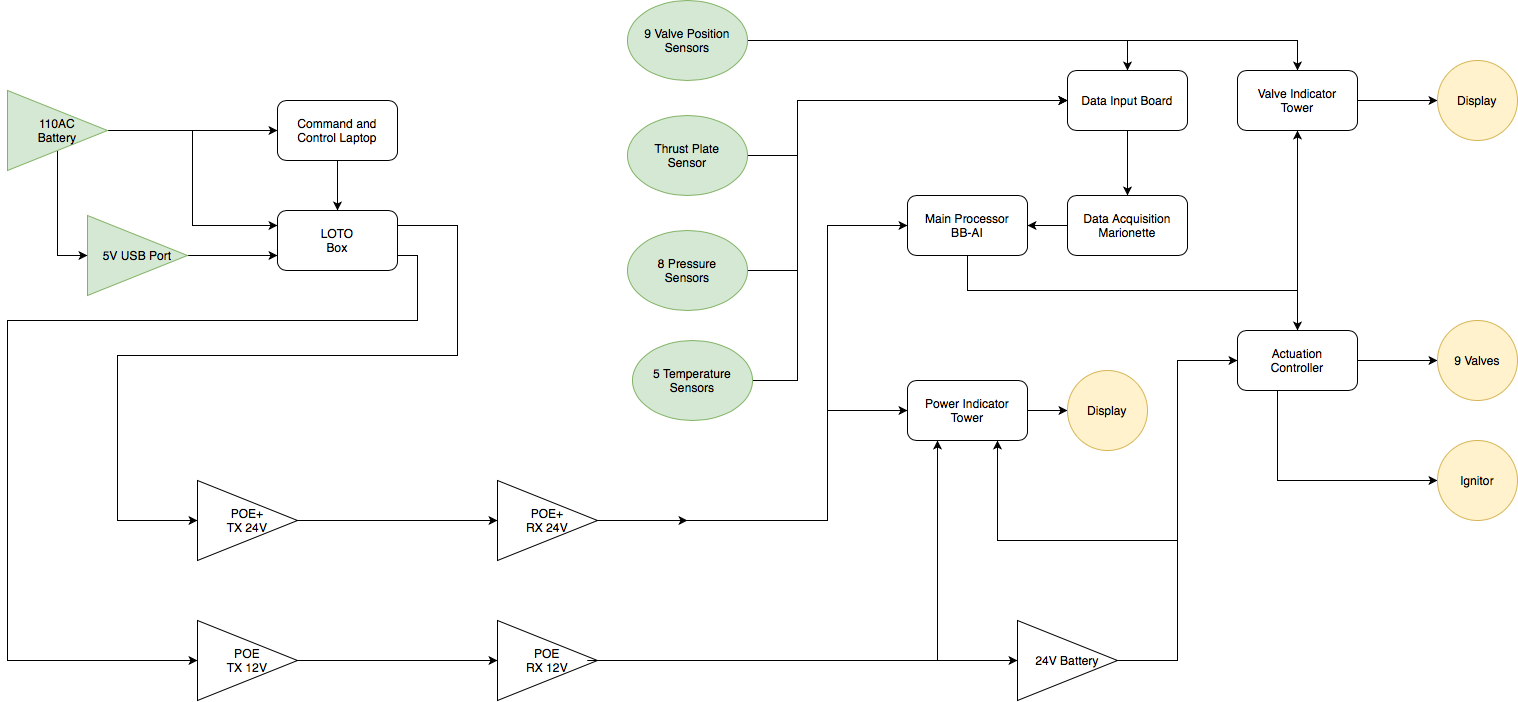 9 Valve Position
Sensors
110AC
Battery
Command and
Control Laptop
Data Input Board
Valve Indicator
Tower
Display
Thrust Plate
Sensor
5V USB Port
LOTO
Box
Main Processor
BB-AI
Data Acquisition
Marionette
8 Pressure
Sensors
5 Temperature
Sensors
Actuation
Controller
9 Valves
Power Indicator
Tower
Display
Ignitor
POE+
TX 24V
POE+
RX 24V
POE
TX 12V
POE
RX 12V
24V Battery